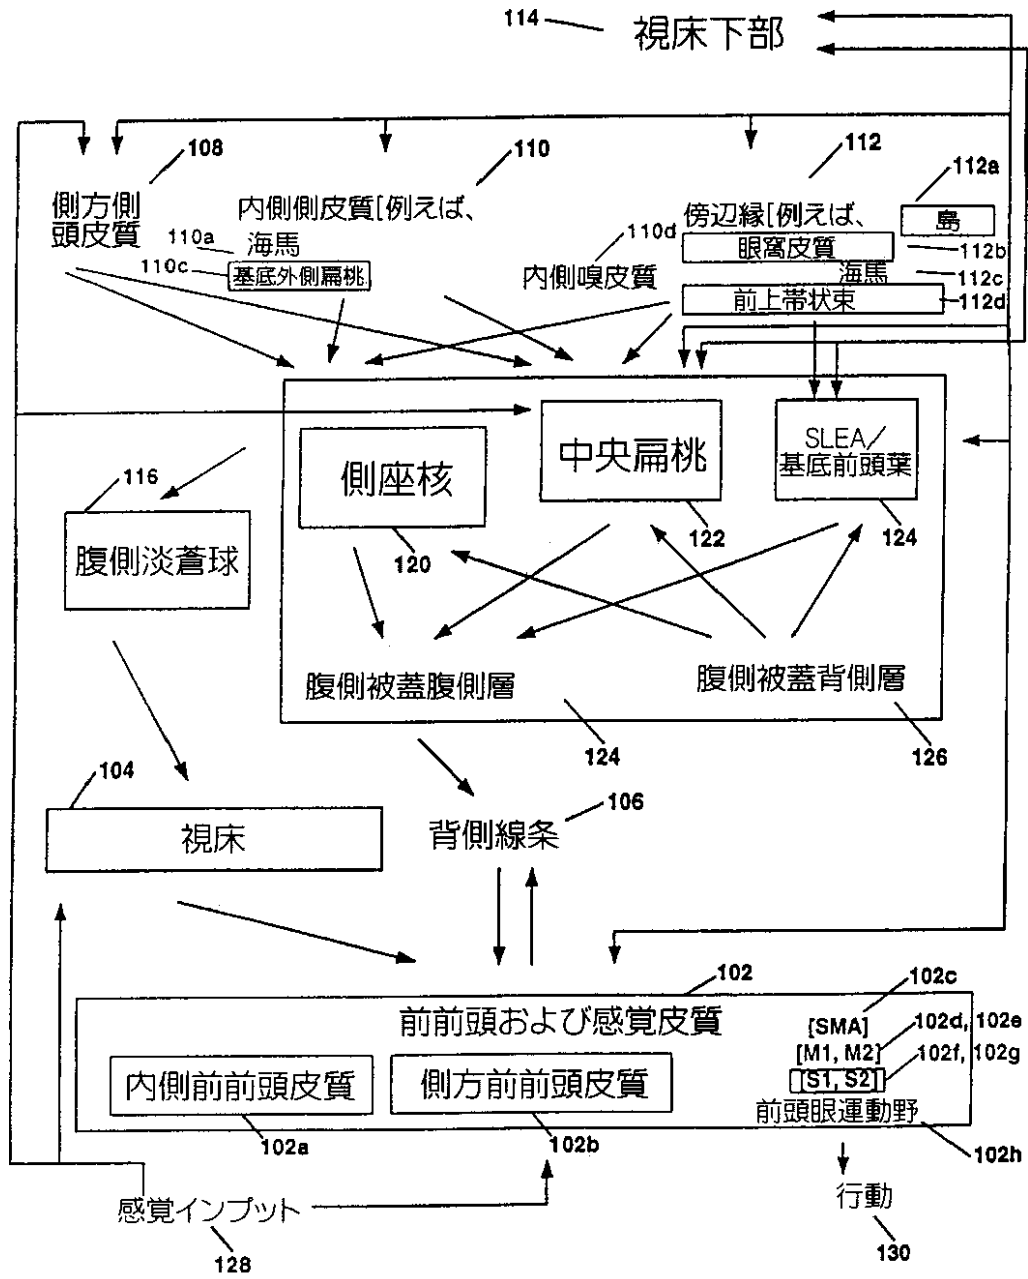 114
視床下部
108
110
112
112a
側方側
頭皮質
内側側皮質[例えば、
110a
海馬
110c
基底外側扁桃
110d
内側嗅皮質
傍辺縁[例えば、
島
眼窩皮質
112b
海馬
112c
前上帯状束
112d
116
腹側淡蒼球
側座核
120
中央扁桃
122
SLEA/
基底前頭葉
124
腹側被蓋腹側層
124
腹側被蓋背側層
126
104
視床
背側線条
106
102
前前頭および感覚皮質
102c
[SMA]
102d, 102e
[M1, M2]
102f, 102g
[S1, S2]
内側前前頭皮質
102a
側方前前頭皮質
102b
前頭眼運動野
102h
感覚インプット
128
行動
130